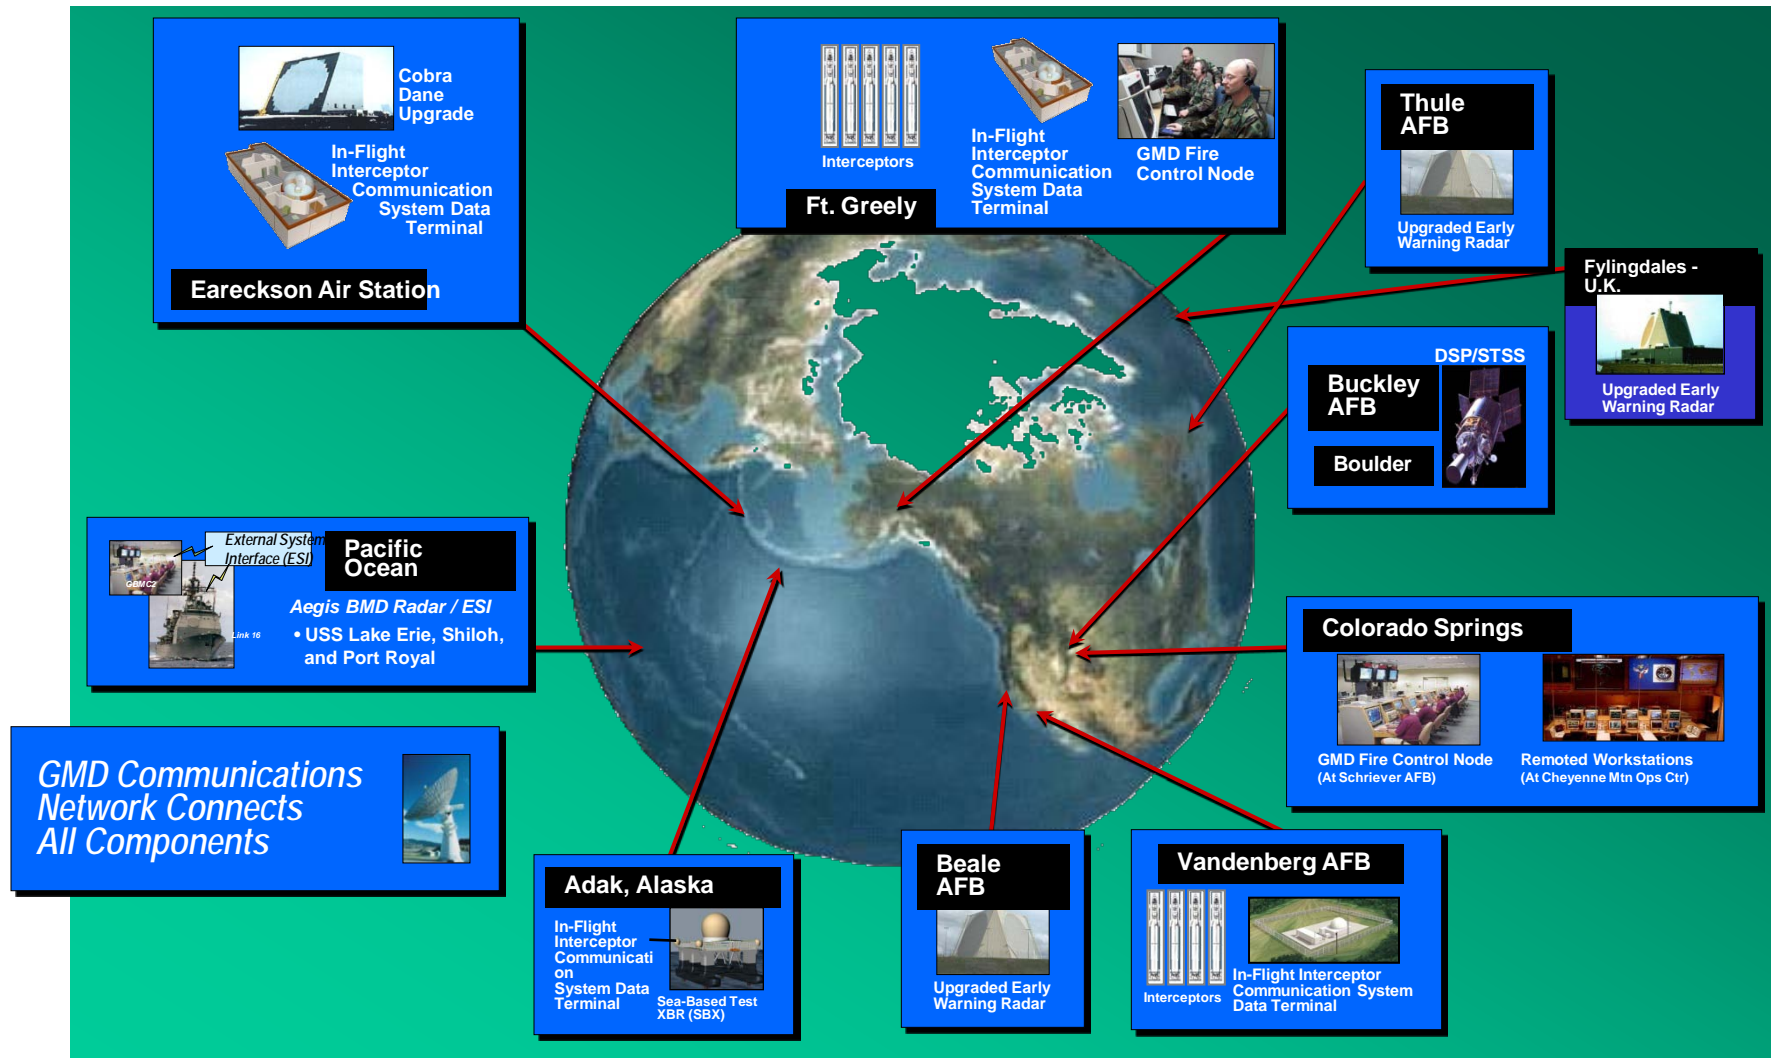 Cobra
Dane
Upgrade
In-Flight
Interceptor
Communication
System Data
Terminal
Eareckson Air Station
Interceptors
In-Flight
Interceptor
Communication
System Data
Terminal
GMD Fire
Control Node
Ft. Greely
Thule
AFB
Upgraded Early
Warning Radar
Fylingdales -
U.K.
Upgraded Early
Warning Radar
DSP/STSS
Buckley
AFB
Boulder
External System
Interface (ESI)
GBMC2
Link 16
Pacific
Ocean
Aegis BMD Radar / ESI
• USS Lake Erie, Shiloh,
and Port Royal
Colorado Springs
GMD Fire Control Node
(At Schriever AFB)
Remoted Workstations
(At Cheyenne Mtn Ops Ctr)
GMD Communications
Network Connects
All Components
Adak, Alaska
In-Flight
Interceptor
Communicati
on
System Data
Terminal
Sea-Based Test
XBR (SBX)
Beale
AFB
Upgraded Early
Warning Radar
Vandenberg AFB
Interceptors
In-Flight Interceptor
Communication System
Data Terminal